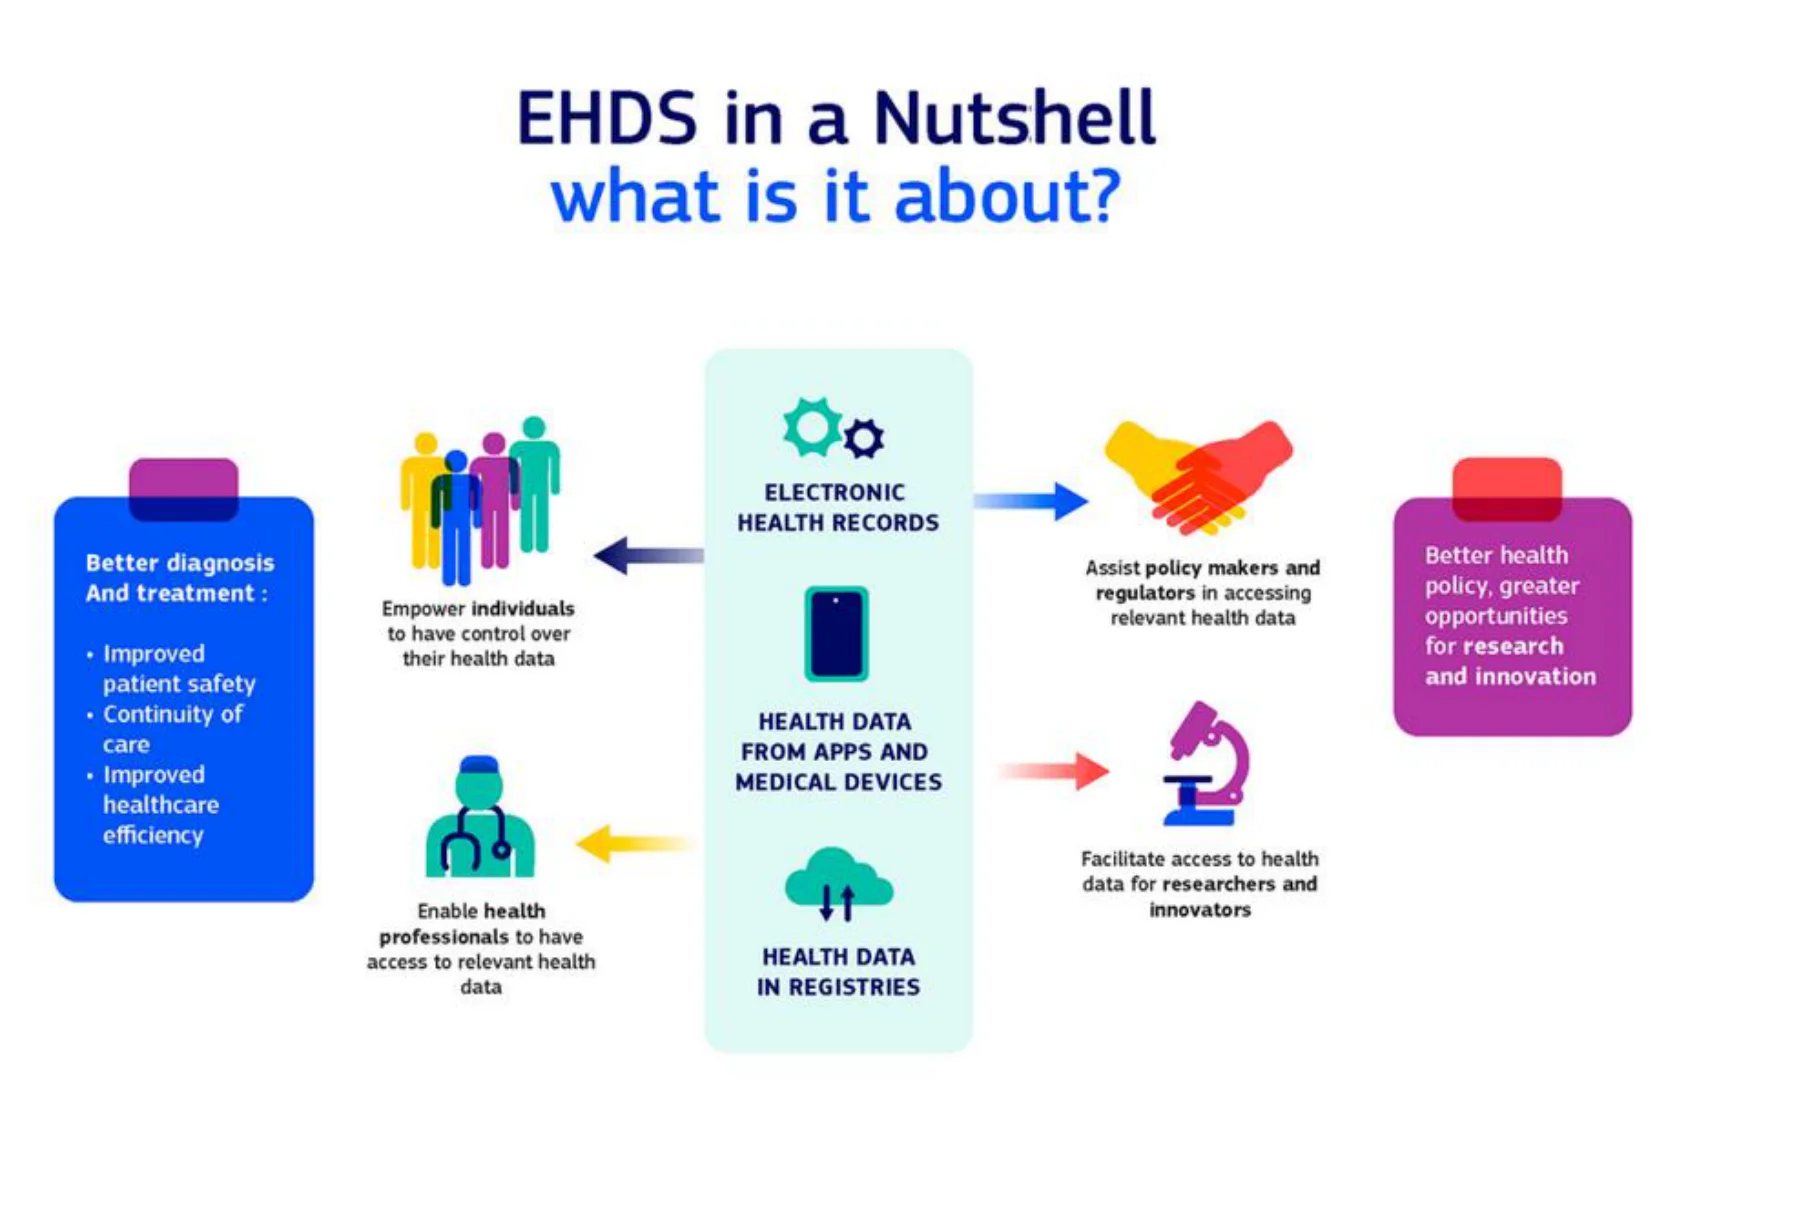 EHDS in a Nutshell
what is it about?
Better diagnosis
And treatment :
• Improved
patient safety
• Continuity of
care
• Improved
healthcare
efficiency
Empower individuals
to have control over
their health data
Enable health
professionals to have
access to relevant health
data
ELECTRONIC
HEALTH RECORDS
HEALTH DATA
FROM APPS AND
MEDICAL DEVICES
HEALTH DATA
IN REGISTRIES
Assist policy makers and
regulators in accessing
relevant health data
Facilitate access to health
data for researchers and
innovators
Better health
policy, greater
opportunities
for research
and innovation